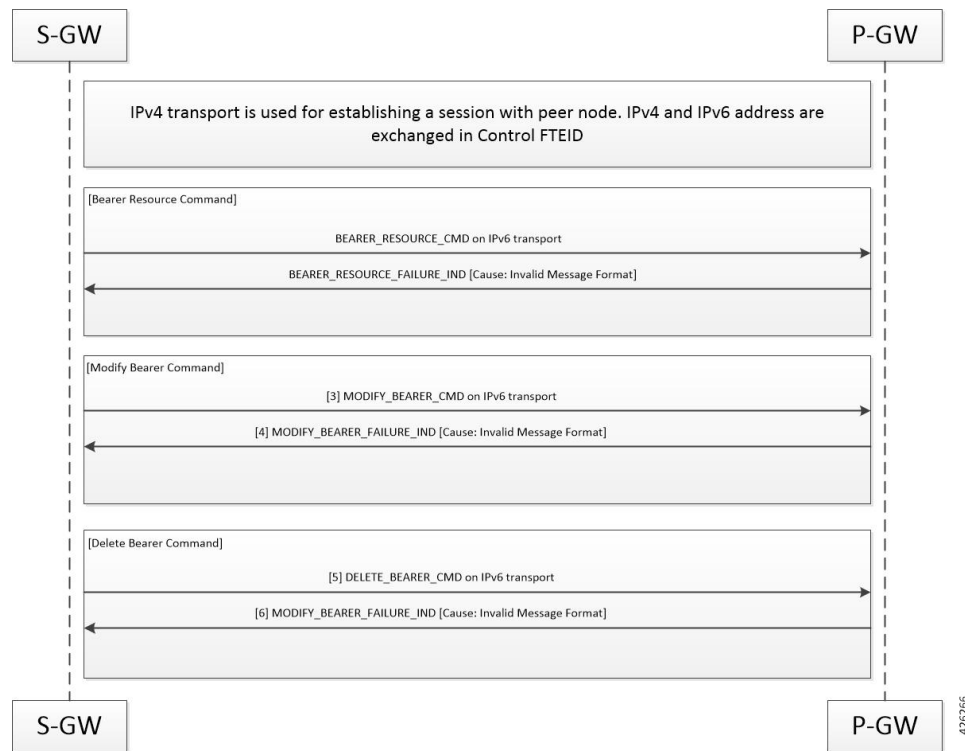 S-GW
P-GW
IPv4 transport is used for establishing a session with peer node. IPv4 and IPv6 address are
exchanged in Control FTEID
[Bearer Resource Command]
BEARER_RESOURCE_CMD on IPv6 transport
BEARER_RESOURCE_FAILURE_IND [Cause: Invalid Message Format]
[Modify Bearer Command]
[3] MODIFY_BEARER_CMD on IPv6 transport
[4] MODIFY_BEARER_FAILURE_IND [Cause: Invalid Message Format]
[Delete Bearer Command]
[5] DELETE_BEARER_CMD on IPv6 transport
[6] MODIFY_BEARER_FAILURE_IND [Cause: Invalid Message Format]
S-GW
P-GW
426266